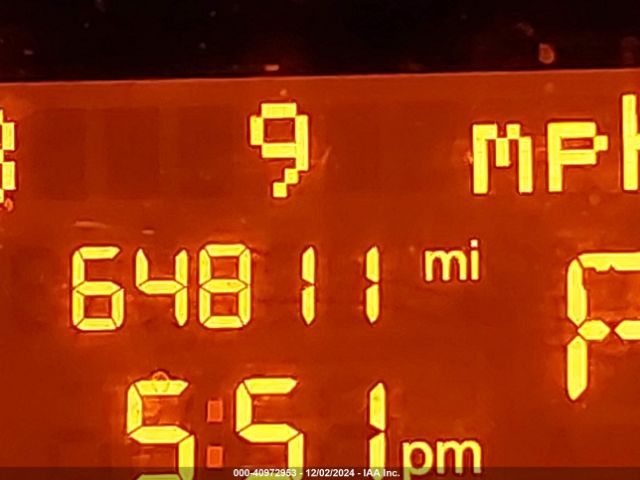 9 mph
64811 mi
5:51 pm
000-40972953 - 12/02/2024 - IAA Inc.